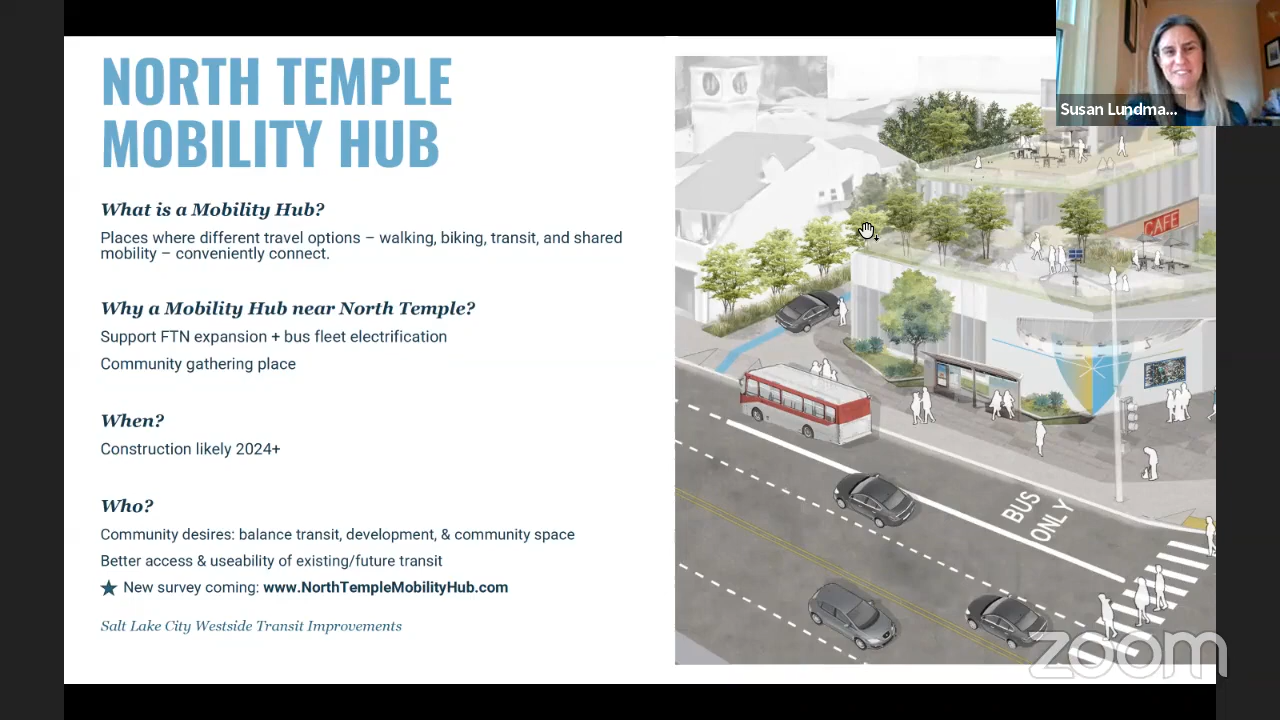 NORTH TEMPLE
MOBILITY HUB
What is a Mobility Hub?
Places where different travel options – walking, biking, transit, and shared
mobility – conveniently connect.
Why a Mobility Hub near North Temple?
Support FTN expansion + bus fleet electrification
Community gathering place
When?
Construction likely 2024+
Who?
Community desires: balance transit, development, & community space
Better access & useability of existing/future transit
★ New survey coming: www.NorthTempleMobilityHub.com
Salt Lake City Westside Transit Improvements
Susan Lundma...
CAFE
BUS
ONLY
zoom